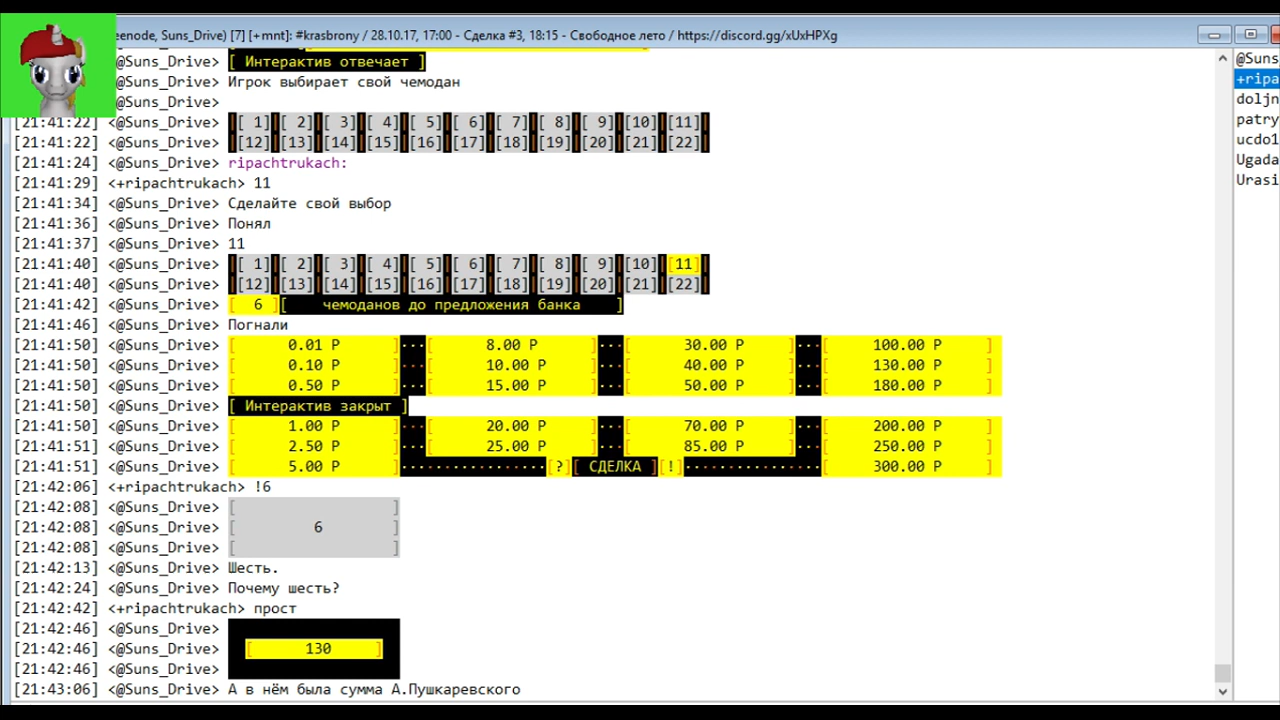 eenode, Suns_Drive) [7] [+mnt]: #krasbrony / 28.10.17, 17:00 - Сделка #3, 18:15 - Свободное лето / https://discord.gg/xUxHPXg
@Suns_Drive> [ Интерактив отвечает ]
@Suns_Drive> Игрок выбирает свой чемодан
@Suns_Drive>
[21:41:22] <@Suns_Drive> [ 1] [ 2] [ 3] [ 4] [ 5] [ 6] [ 7] [ 8] [ 9] [10] [11]
[21:41:22] <@Suns_Drive> [12] [13] [14] [15] [16] [17] [18] [19] [20] [21] [22]
[21:41:24] <@Suns_Drive> ripachtrukach:
[21:41:29] <+ripachtrukach> 11
[21:41:34] <@Suns_Drive> Сделайте свой выбор
[21:41:36] <@Suns_Drive> Понял
[21:41:37] <@Suns_Drive> 11
[21:41:40] <@Suns_Drive> [ 1] [ 2] [ 3] [ 4] [ 5] [ 6] [ 7] [ 8] [ 9] [10] [11]
[21:41:40] <@Suns_Drive> [12] [13] [14] [15] [16] [17] [18] [19] [20] [21] [22]
[21:41:42] <@Suns_Drive> [ 6 ][ чемоданов до предложения банка ]
[21:41:46] <@Suns_Drive> Погнали
[21:41:50] <@Suns_Drive> [ 0.01 Р ]···[ 8.00 Р ]···[ 30.00 Р ]···[ 100.00 Р ]
[21:41:50] <@Suns_Drive> [ 0.10 Р ]···[ 10.00 Р ]···[ 40.00 Р ]···[ 130.00 Р ]
[21:41:50] <@Suns_Drive> [ 0.50 Р ]···[ 15.00 Р ]···[ 50.00 Р ]···[ 180.00 Р ]
[21:41:50] <@Suns_Drive> [ Интерактив закрыт ]
[21:41:50] <@Suns_Drive> [ 1.00 Р ]···[ 20.00 Р ]···[ 70.00 Р ]···[ 200.00 Р ]
[21:41:51] <@Suns_Drive> [ 2.50 Р ]···[ 25.00 Р ]···[ 85.00 Р ]···[ 250.00 Р ]
[21:41:51] <@Suns_Drive> [ 5.00 Р ]·················[?][ СДЕЛКА ][!]················[ 300.00 Р ]
[21:42:06] <+ripachtrukach> !6
[21:42:08] <@Suns_Drive> [ ]
[21:42:08] <@Suns_Drive> [ 6 ]
[21:42:08] <@Suns_Drive> [ ]
[21:42:13] <@Suns_Drive> Шесть.
[21:42:24] <@Suns_Drive> Почему шесть?
[21:42:42] <+ripachtrukach> прост
[21:42:46] <@Suns_Drive>
[21:42:46] <@Suns_Drive> [ 130 ]
[21:42:46] <@Suns_Drive>
[21:43:06] <@Suns_Drive> А в нём была сумма А.Пушкаревского
@Suns
+ripa
doljn
patry
ucdo1
Ugada
Urasi